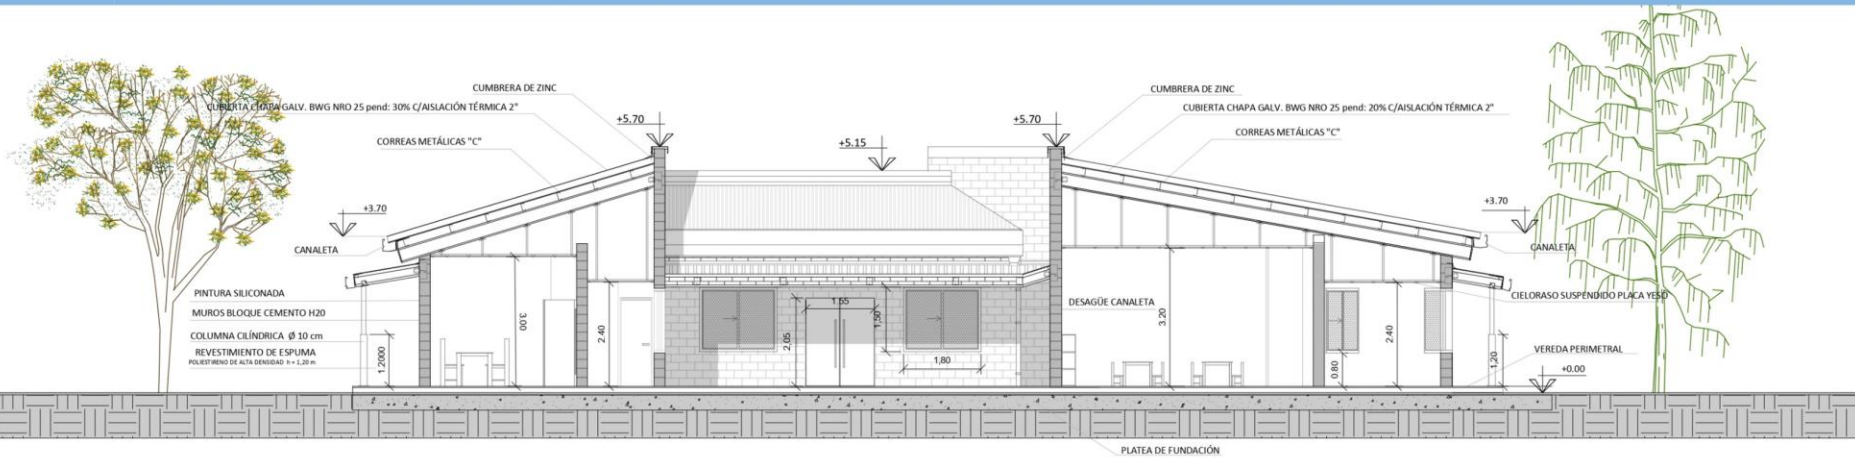 CUMBRERA DE ZINC
CUBIERTA CHAPA GALV. BWG NRO 25 pend: 30% C/AISLACIÓN TÉRMICA 2"
CORREAS METÁLICAS "C"
+5.70
+5.15
+5.70
CUMBRERA DE ZINC
CUBIERTA CHAPA GALV. BWG NRO 25 pend: 20% C/AISLACIÓN TÉRMICA 2"
CORREAS METÁLICAS "C"
+3.70
CANALETA
+3.70
CANALETA
PINTURA SILICONADA
MUROS BLOQUE CEMENTO H20
COLUMNA CILÍNDRICA Ø 10 cm
REVESTIMIENTO DE ESPUMA
POLIESTIRENO DE ALTA DENSIDAD h = 1,20 m
1.2000
3.00
2.40
2,05
1.55
1,50
1,80
DESAGÜE CANALETA
3.20
0.80
2.40
CIELORASO SUSPENDIDO PLACA YESO
1,20
VEREDA PERIMETRAL
+0.00
PLATEA DE FUNDACIÓN